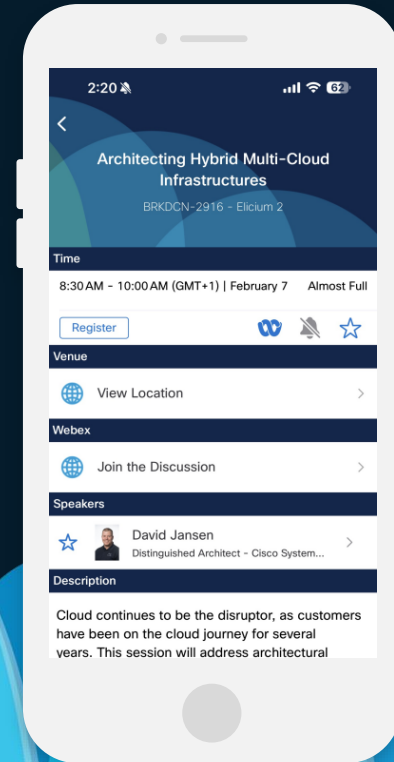 2:20
62
Architecting Hybrid Multi-Cloud
Infrastructures
BRKDCN-2916 - Elicium 2
Time
8:30 AM - 10:00 AM (GMT+1) | February 7 Almost Full
Register
Venue
View Location
Webex
Join the Discussion
Speakers
David Jansen
Distinguished Architect - Cisco System...
Description
Cloud continues to be the disruptor, as customers
have been on the cloud journey for several
years. This session will address architectural